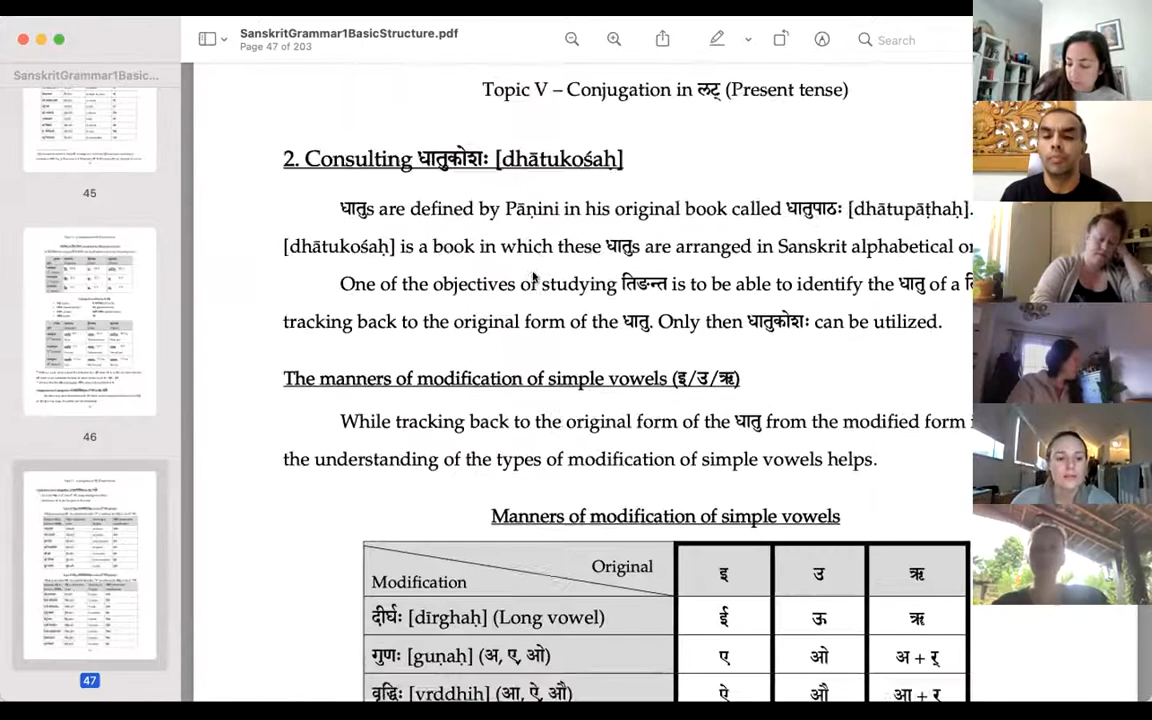 SanskritGrammar1BasicStructure.pdf
Page 47 of 203
Search
SanskritGrammar1Basic...
45
46
47
Topic V – Conjugation in लट् (Present tense)
2. Consulting धातुकोशः [dhātukośaḥ]
धातुs are defined by Pāṇini in his original book called धातुपाठः [dhātupāṭhaḥ].
[dhātukośaḥ] is a book in which these धातुs are arranged in Sanskrit alphabetical
One of the objectives of studying तिङन्त is to be able to identify the धातु of a
tracking back to the original form of the धातु. Only then धातुकोशः can be utilized.
The manners of modification of simple vowels (इ/उ/ऋ)
While tracking back to the original form of the धातु from the modified form
the understanding of the types of modification of simple vowels helps.
Manners of modification of simple vowels
Modification Original इ उ ऋ
दीर्घः [dīrghaḥ] (Long vowel) ई ऊ ॠ
गुणः [guṇaḥ] (अ, ए, ओ) ए ओ अ + र्
वृद्धिः [vṛddhiḥ] (आ, ऐ, औ) ऐ औ आ + र्